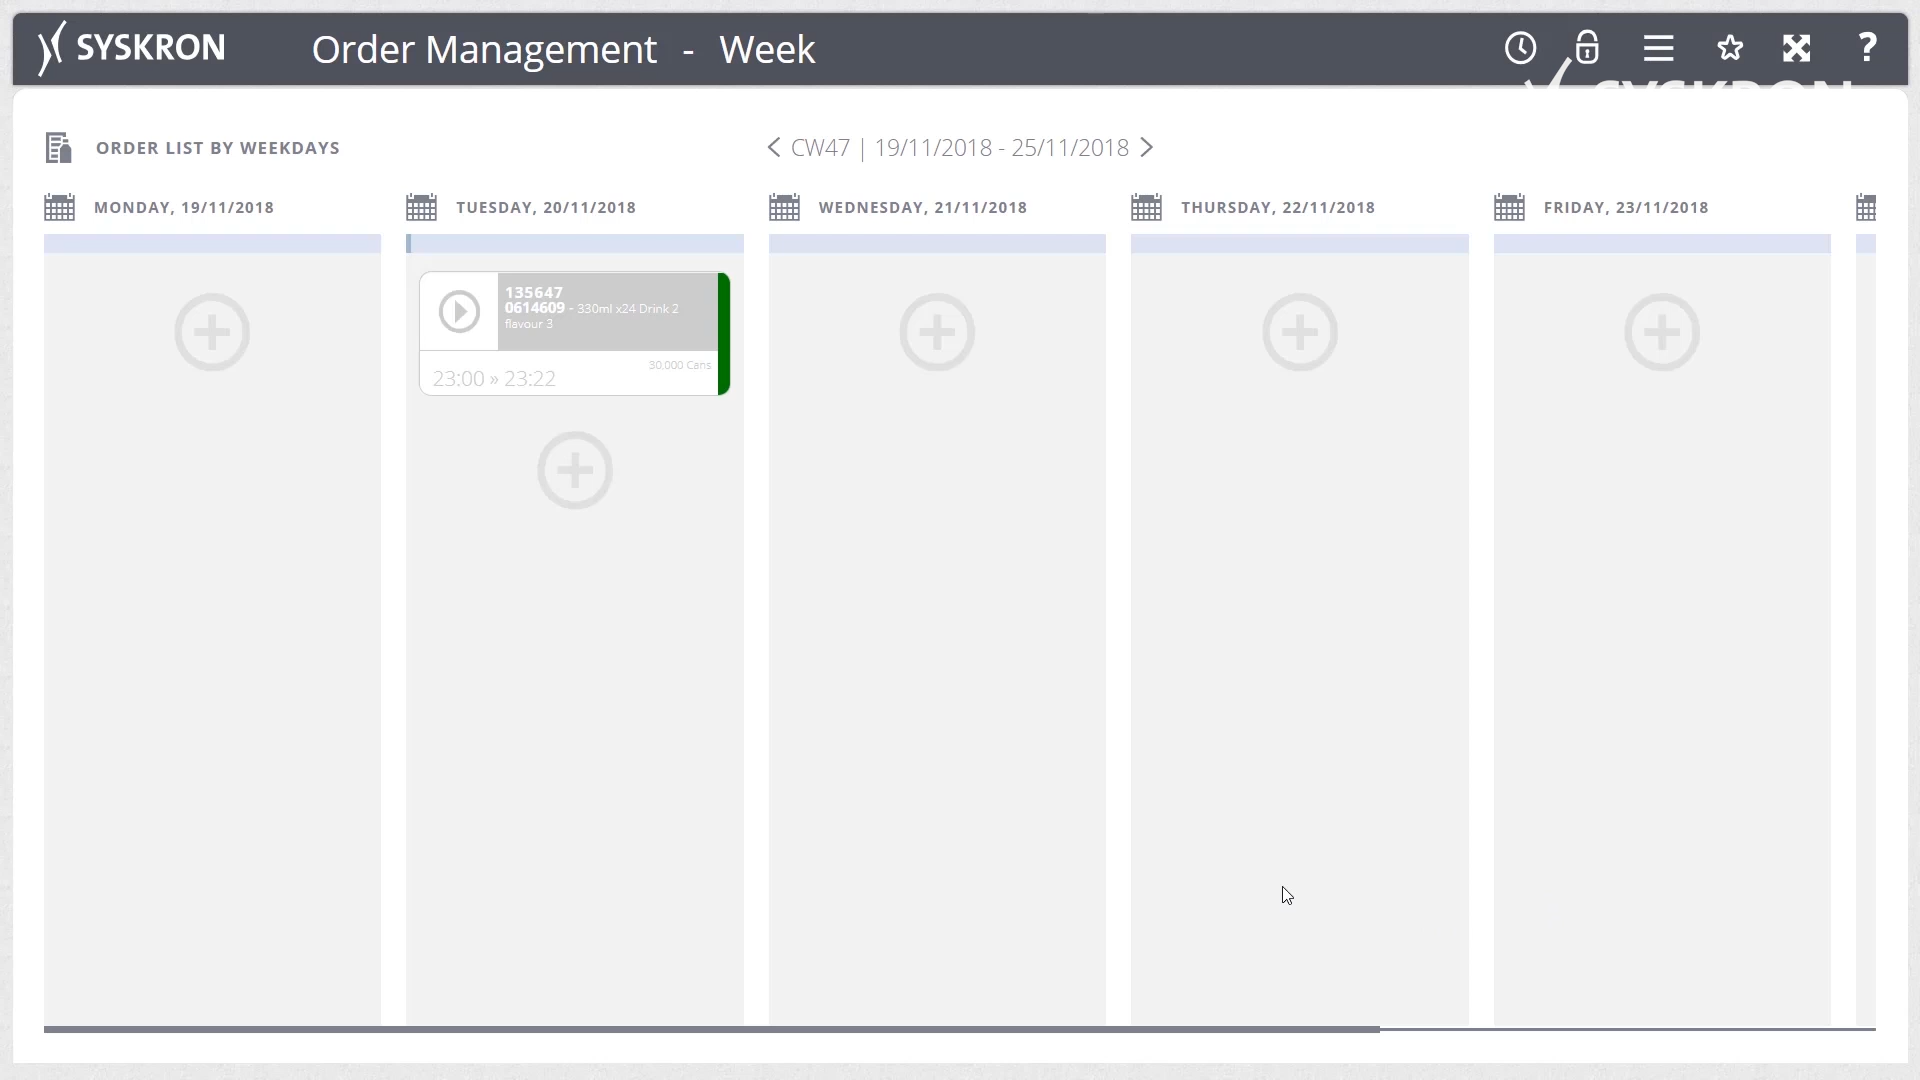 SYSKRON
Order Management - Week
?
SYSKRON
ORDER LIST BY WEEKDAYS
CW47 | 19/11/2018 - 25/11/2018
MONDAY, 19/11/2018
TUESDAY, 20/11/2018
WEDNESDAY, 21/11/2018
THURSDAY, 22/11/2018
FRIDAY, 23/11/2018
135647
0614609 - 330ml x24 Drink 2
flavour 3
30,000 Cans
23:00 » 23:22